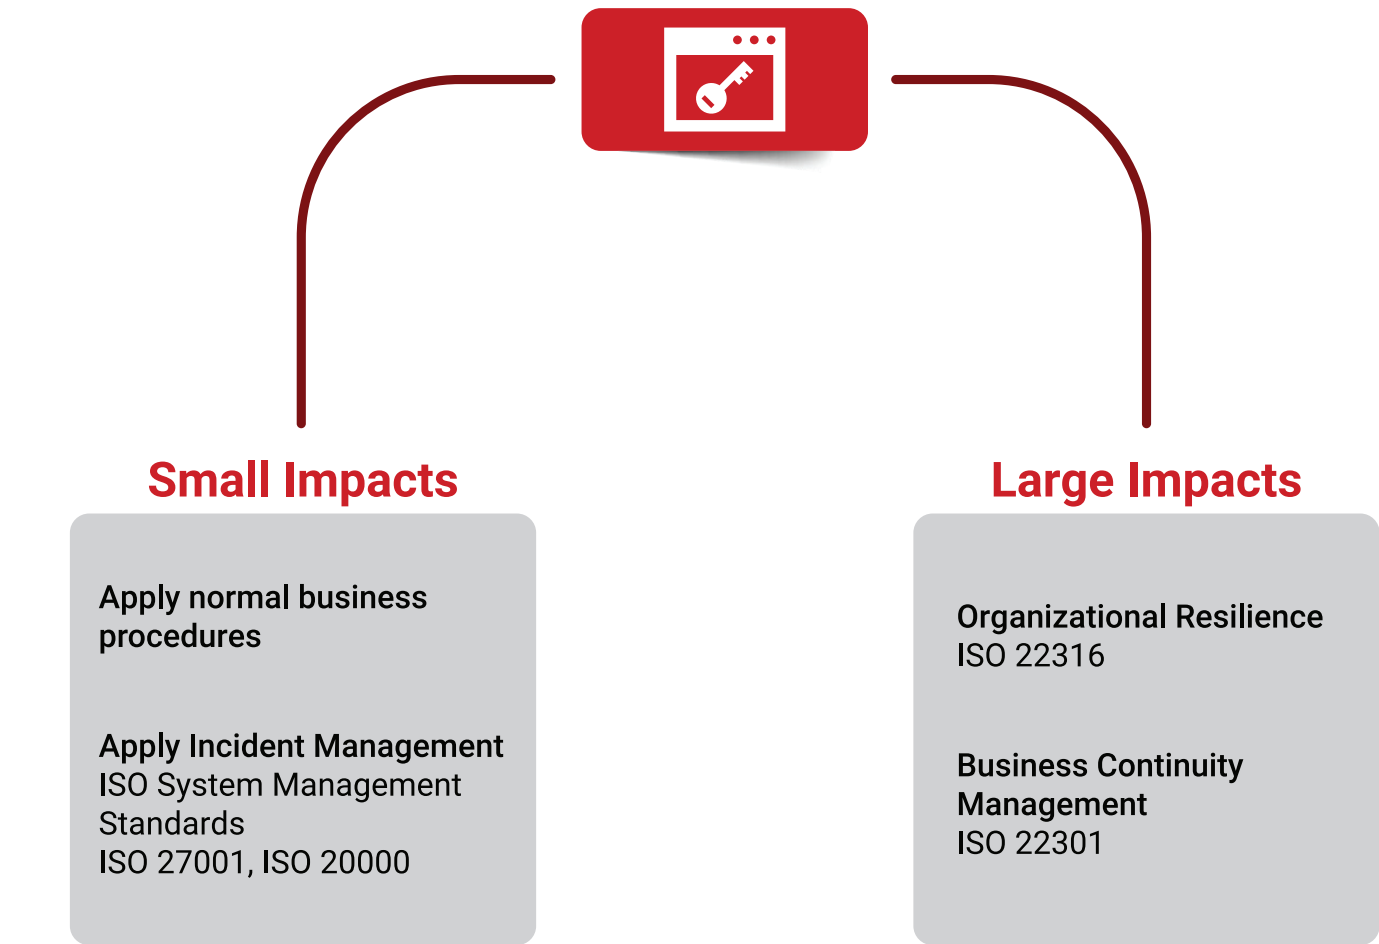 Small Impacts
Apply normal business
procedures
Apply Incident Management
ISO System Management
Standards
ISO 27001, ISO 20000
Large Impacts
Organizational Resilience
ISO 22316
Business Continuity
Management
ISO 22301